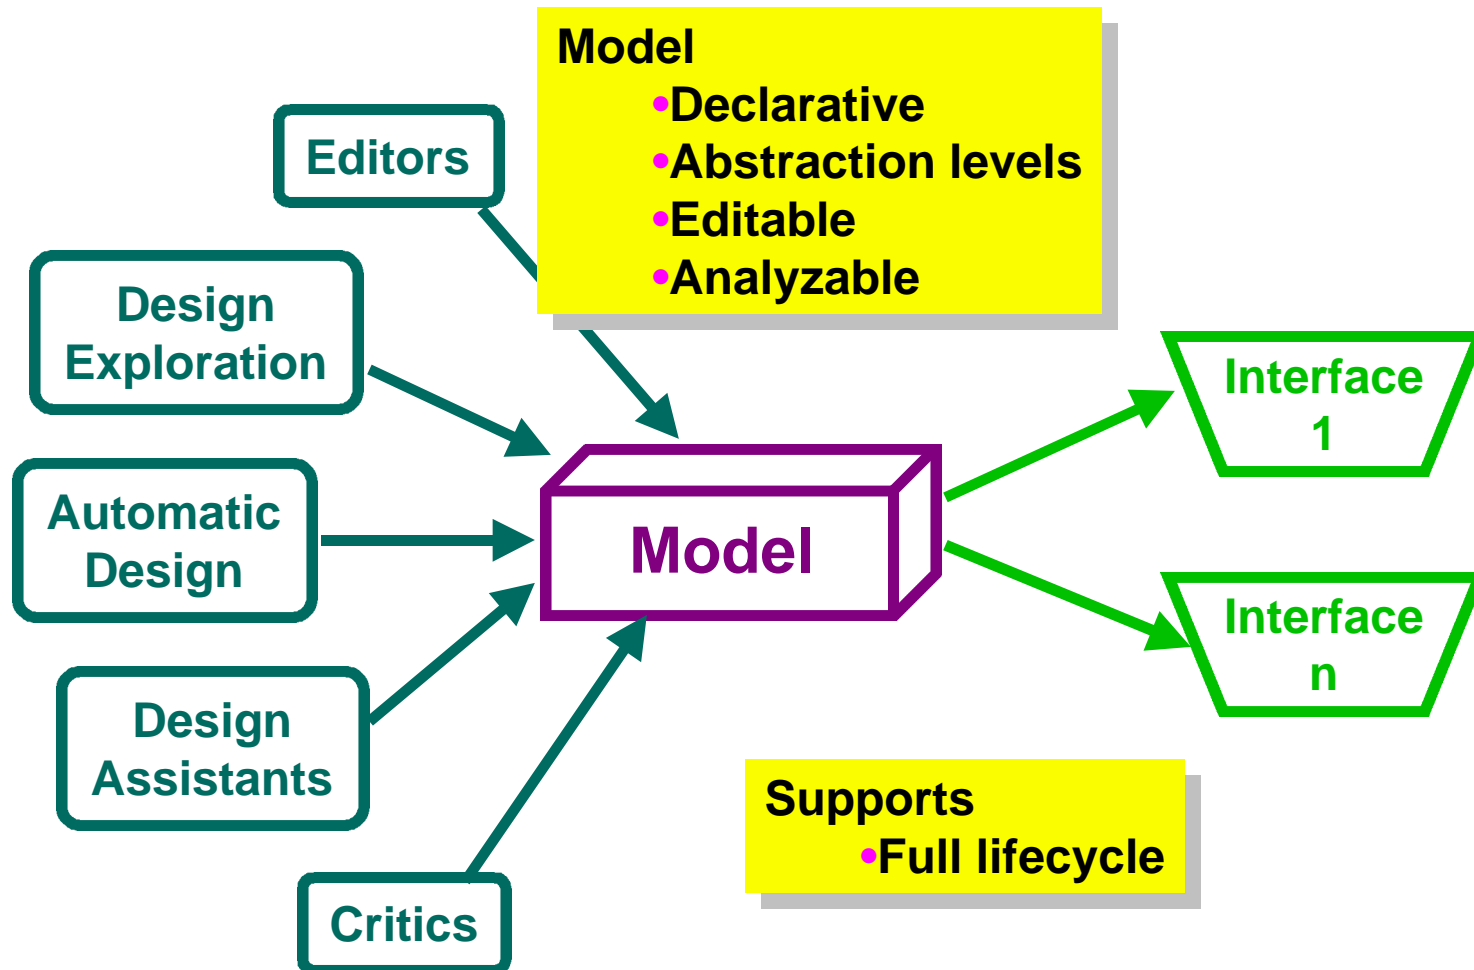 Model
•Declarative
•Abstraction levels
•Editable
•Analyzable
Editors
Design
Exploration
Automatic
Design
Design
Assistants
Critics
Model
Interface
1
Interface
n
Supports
•Full lifecycle